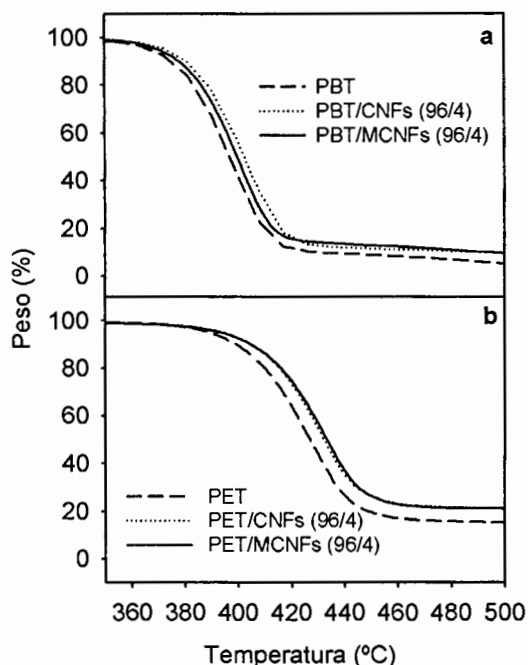 Peso (%)
100
80
60
40
20
0
a
PBT
PBT/CNFs (96/4)
PBT/MCNFs (96/4)
100
80
60
40
20
0
b
PET
PET/CNFs (96/4)
PET/MCNFs (96/4)
360 380 400 420 440 460 480 500
Temperatura (ºC)